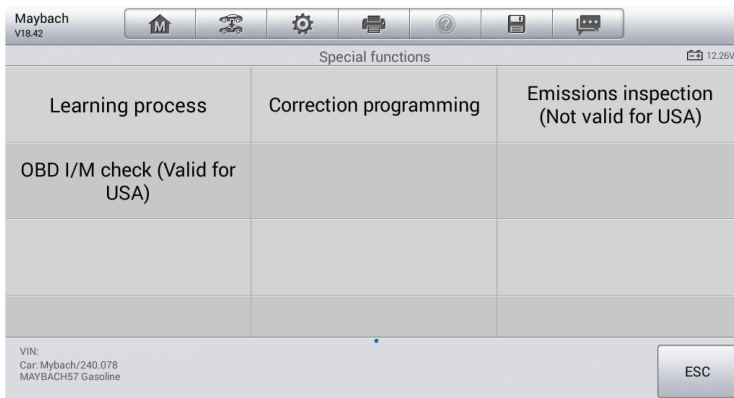 Maybach
V18.42
M
Special functions
12.26V
Learning process
Correction programming
Emissions inspection
(Not valid for USA)
OBD I/M check (Valid for
USA)
VIN:
Car: Mybach/240.078
MAYBACH57 Gasoline
ESC